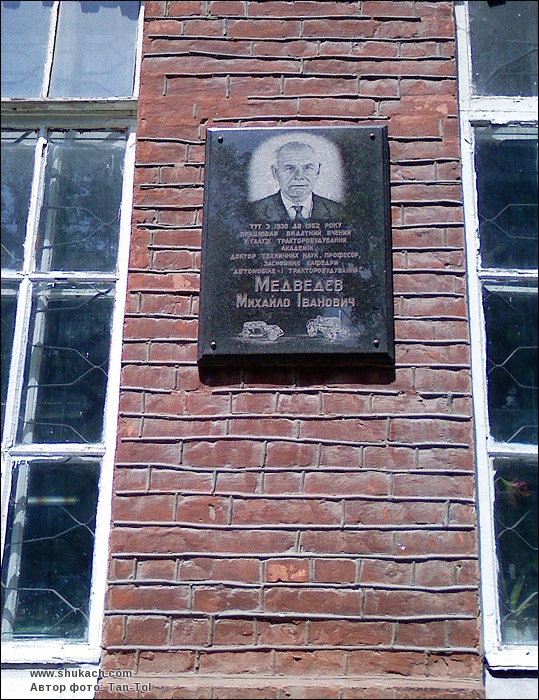 ТУТ З 1930 ДО 1962 РОКУ
ПРАЦЮВАВ ВИДАТНИЙ ВЧЕНИЙ
У ГАЛУЗІ ТРАКТОРОБУДУВАННЯ
АКАДЕМІК,
ДОКТОР ТЕХНІЧНИХ НАУК, ПРОФЕСОР,
ЗАСНОВНИК КАФЕДРИ
"АВТОМОБІЛЕ- І ТРАКТОРОБУДУВАННЯ"
МЕДВЕДЄВ
МИХАЙЛО ІВАНОВИЧ
www.shukach.com
Автор фото: Tan-Tol